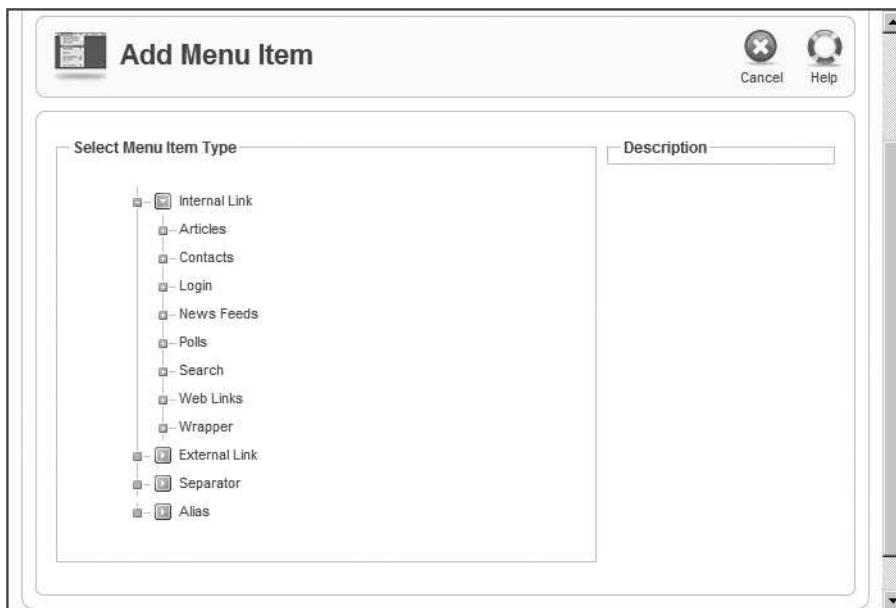 Add Menu Item
Cancel
Help
Select Menu Item Type
Description
Internal Link
Articles
Contacts
Login
News Feeds
Polls
Search
Web Links
Wrapper
External Link
Separator
Alias